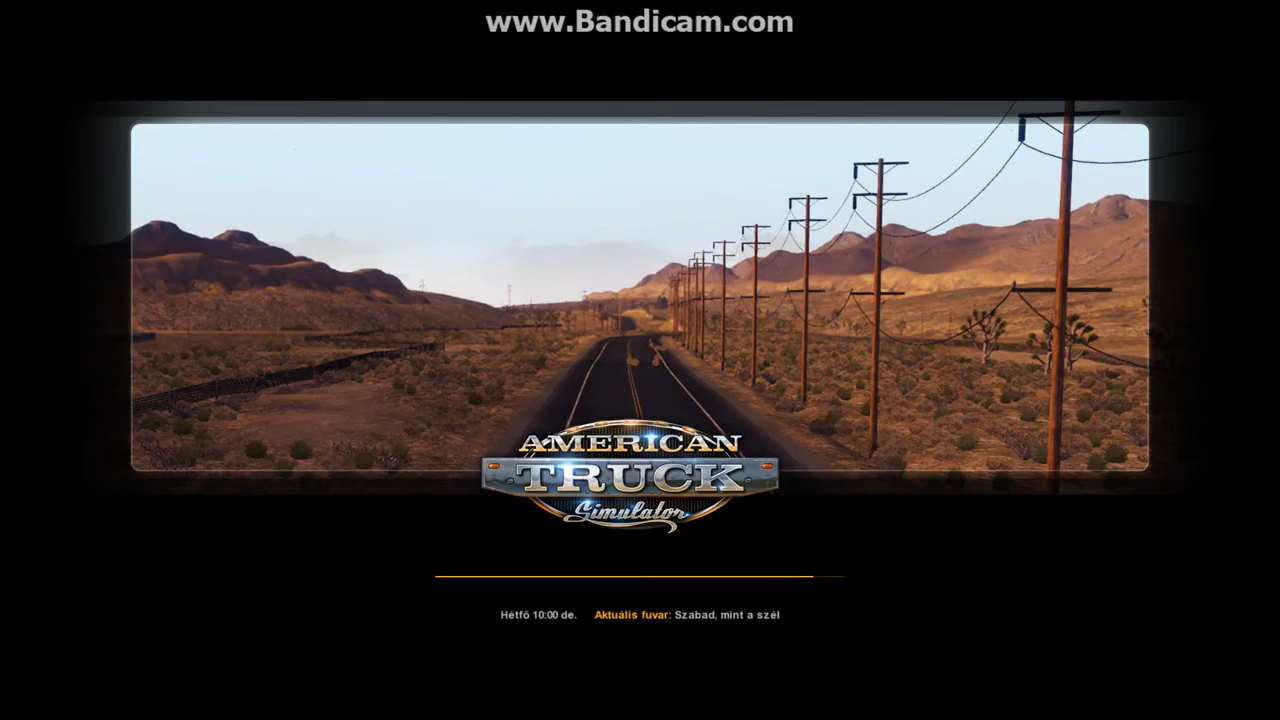 www.Bandicam.com
AMERICAN
TRUCK
Simulator
Hétfő 10:00 de. Aktuális fuvar: Szabad, mint a szél